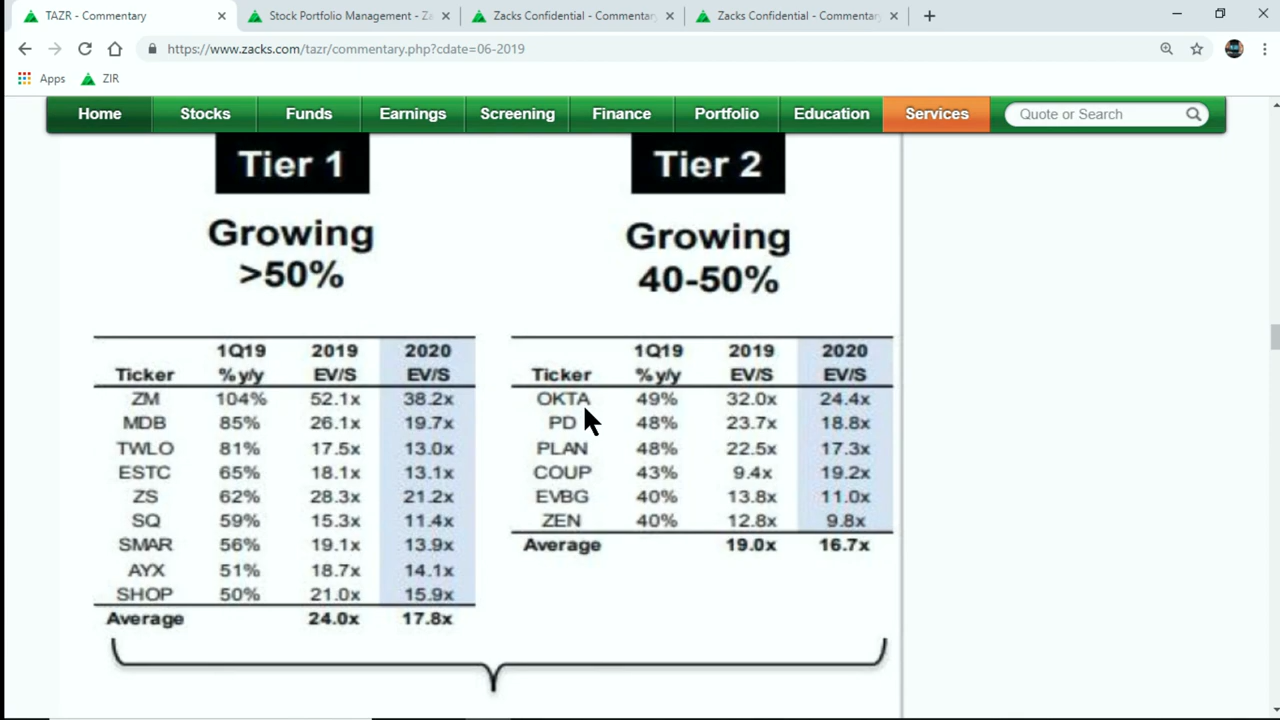 TAZR - Commentary
Stock Portfolio Management - Za
Zacks Confidential - Commentary
Zacks Confidential - Commentary
https://www.zacks.com/tazr/commentary.php?cdate=06-2019
Apps ZIR
Home Stocks Funds Earnings Screening Finance Portfolio Education Services Quote or Search
Tier 1
Growing
>50%
1Q19 2019 2020
Ticker % y/y EV/S EV/S
ZM 104% 52.1x 38.2x
MDB 85% 26.1x 19.7x
TWLO 81% 17.5x 13.0x
ESTC 65% 18.1x 13.1x
ZS 62% 28.3x 21.2x
SQ 59% 15.3x 11.4x
SMAR 56% 19.1x 13.9x
AYX 51% 18.7x 14.1x
SHOP 50% 21.0x 15.9x
Average 24.0x 17.8x
Tier 2
Growing
40-50%
1Q19 2019 2020
Ticker % y/y EV/S EV/S
OKTA 49% 32.0x 24.4x
PD 48% 23.7x 18.8x
PLAN 48% 22.5x 17.3x
COUP 43% 9.4x 19.2x
EVBG 40% 13.8x 11.0x
ZEN 40% 12.8x 9.8x
Average 19.0x 16.7x